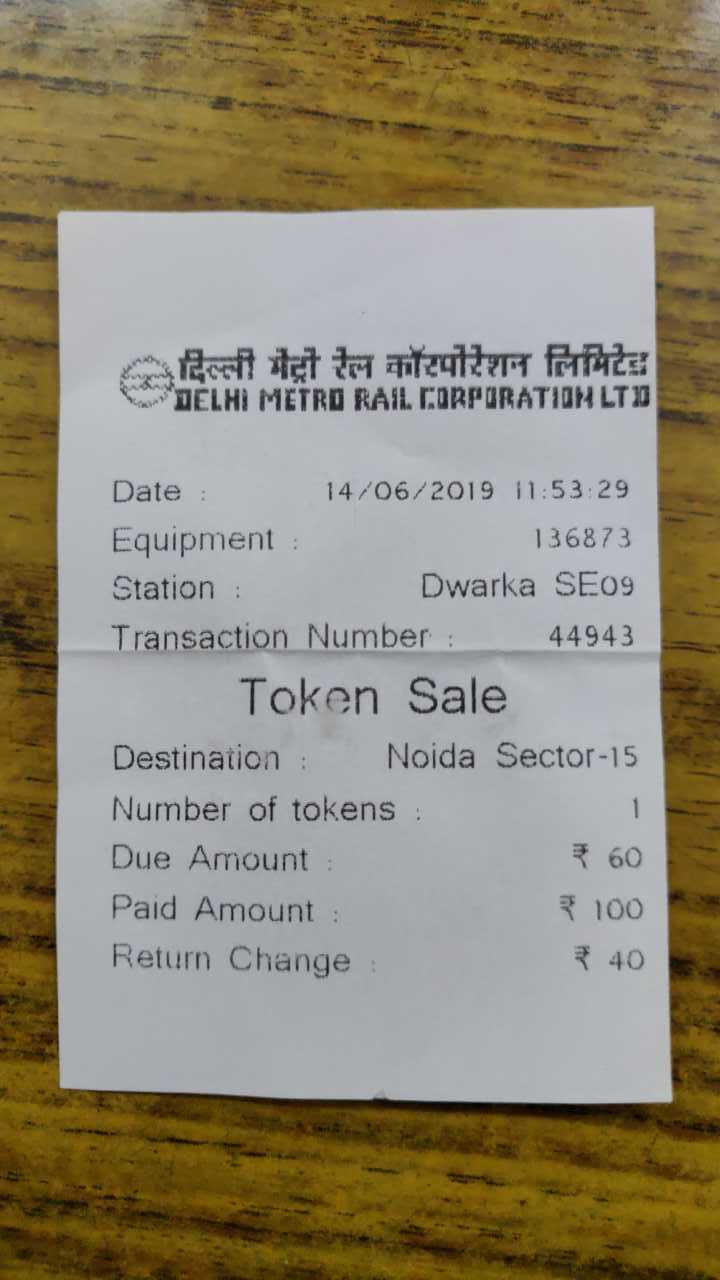 दिल्ली मेट्रो रेल कॉरपोरेशन लिमिटेड
DELHI METRO RAIL CORPORATION LTD
Date : 14/06/2019 11:53:29
Equipment : 136873
Station : Dwarka SE09
Transaction Number : 44943
Token Sale
Destination : Noida Sector-15
Number of tokens : 1
Due Amount : ₹ 60
Paid Amount : ₹ 100
Return Change : ₹ 40